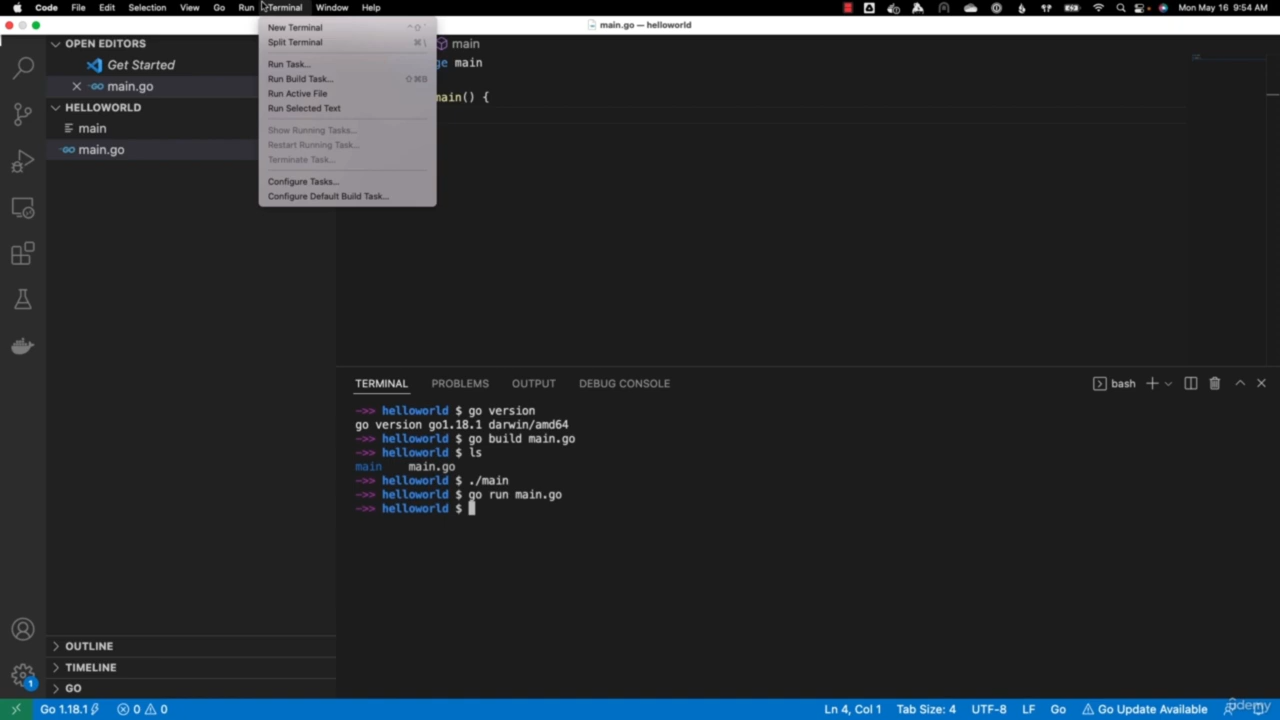 Code File Edit Selection View Go Run Terminal Window Help Mon May 16 9:54 AM
main.go — helloworld
New Terminal
Split Terminal
Run Task...
Run Build Task... ⇧⌘B
Run Active File
Run Selected Text
Show Running Tasks...
Restart Running Task...
Terminate Task...
Configure Tasks...
Configure Default Build Task...
OPEN EDITORS
Get Started
main.go
HELLOWORLD
main
main.go
OUTLINE
TIMELINE
GO
main
ge main
main() {
TERMINAL PROBLEMS OUTPUT DEBUG CONSOLE bash
->> helloworld $ go version
go version go1.18.1 darwin/amd64
->> helloworld $ go build main.go
->> helloworld $ ls
main main.go
->> helloworld $ ./main
->> helloworld $ go run main.go
->> helloworld $
1
Go 1.18.1 0 0 Ln 4, Col 1 Tab Size: 4 UTF-8 LF Go Go Update Available
udemy